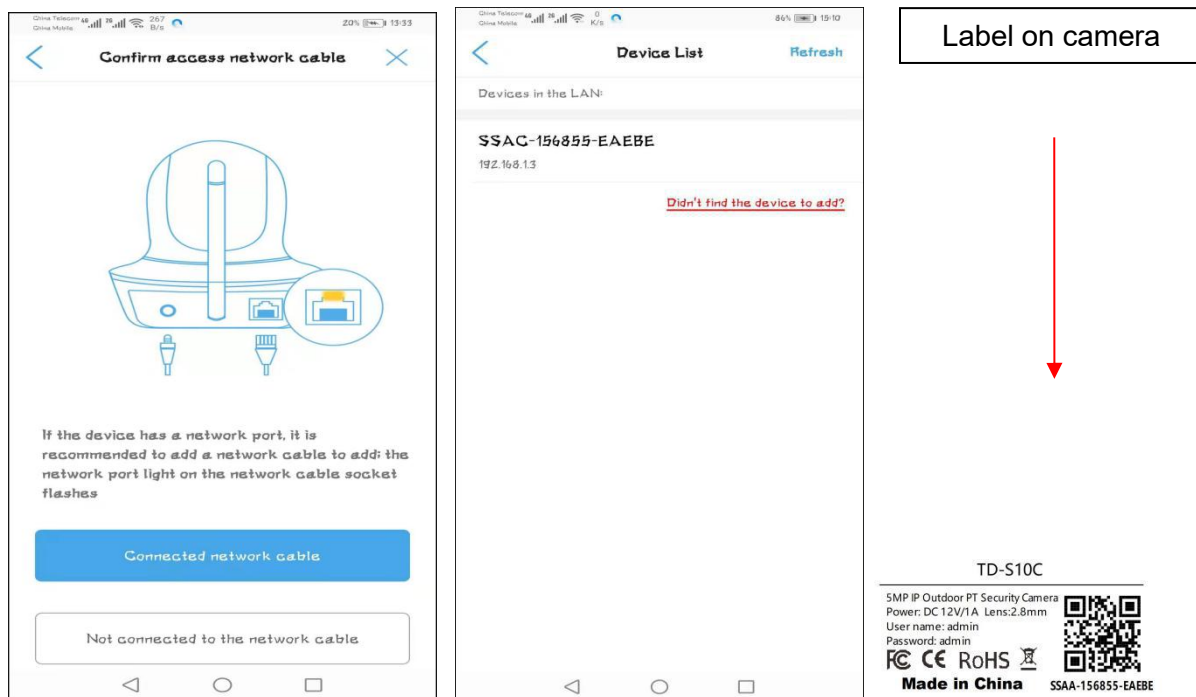 China Telecom 4G 2G 267 B/s 20% 13:33
China Mobile
Confirm access network cable
If the device has a network port, it is
recommended to add a network cable to add; the
network port light on the network cable socket
flashes
Connected network cable
Not connected to the network cable
China Telecom 4G 2G 0 K/s 86% 15:10
China Mobile
Device List Refresh
Devices in the LAN:
SSAC-156855-EAEBE
192.168.1.3
Didn't find the device to add?
Label on camera
TD-S10C
5MP IP Outdoor PT Security Camera
Power: DC 12V/1A Lens:2.8mm
User name: admin
Password: admin
FC CE RoHS
Made in China
SSAA-156855-EAEBE